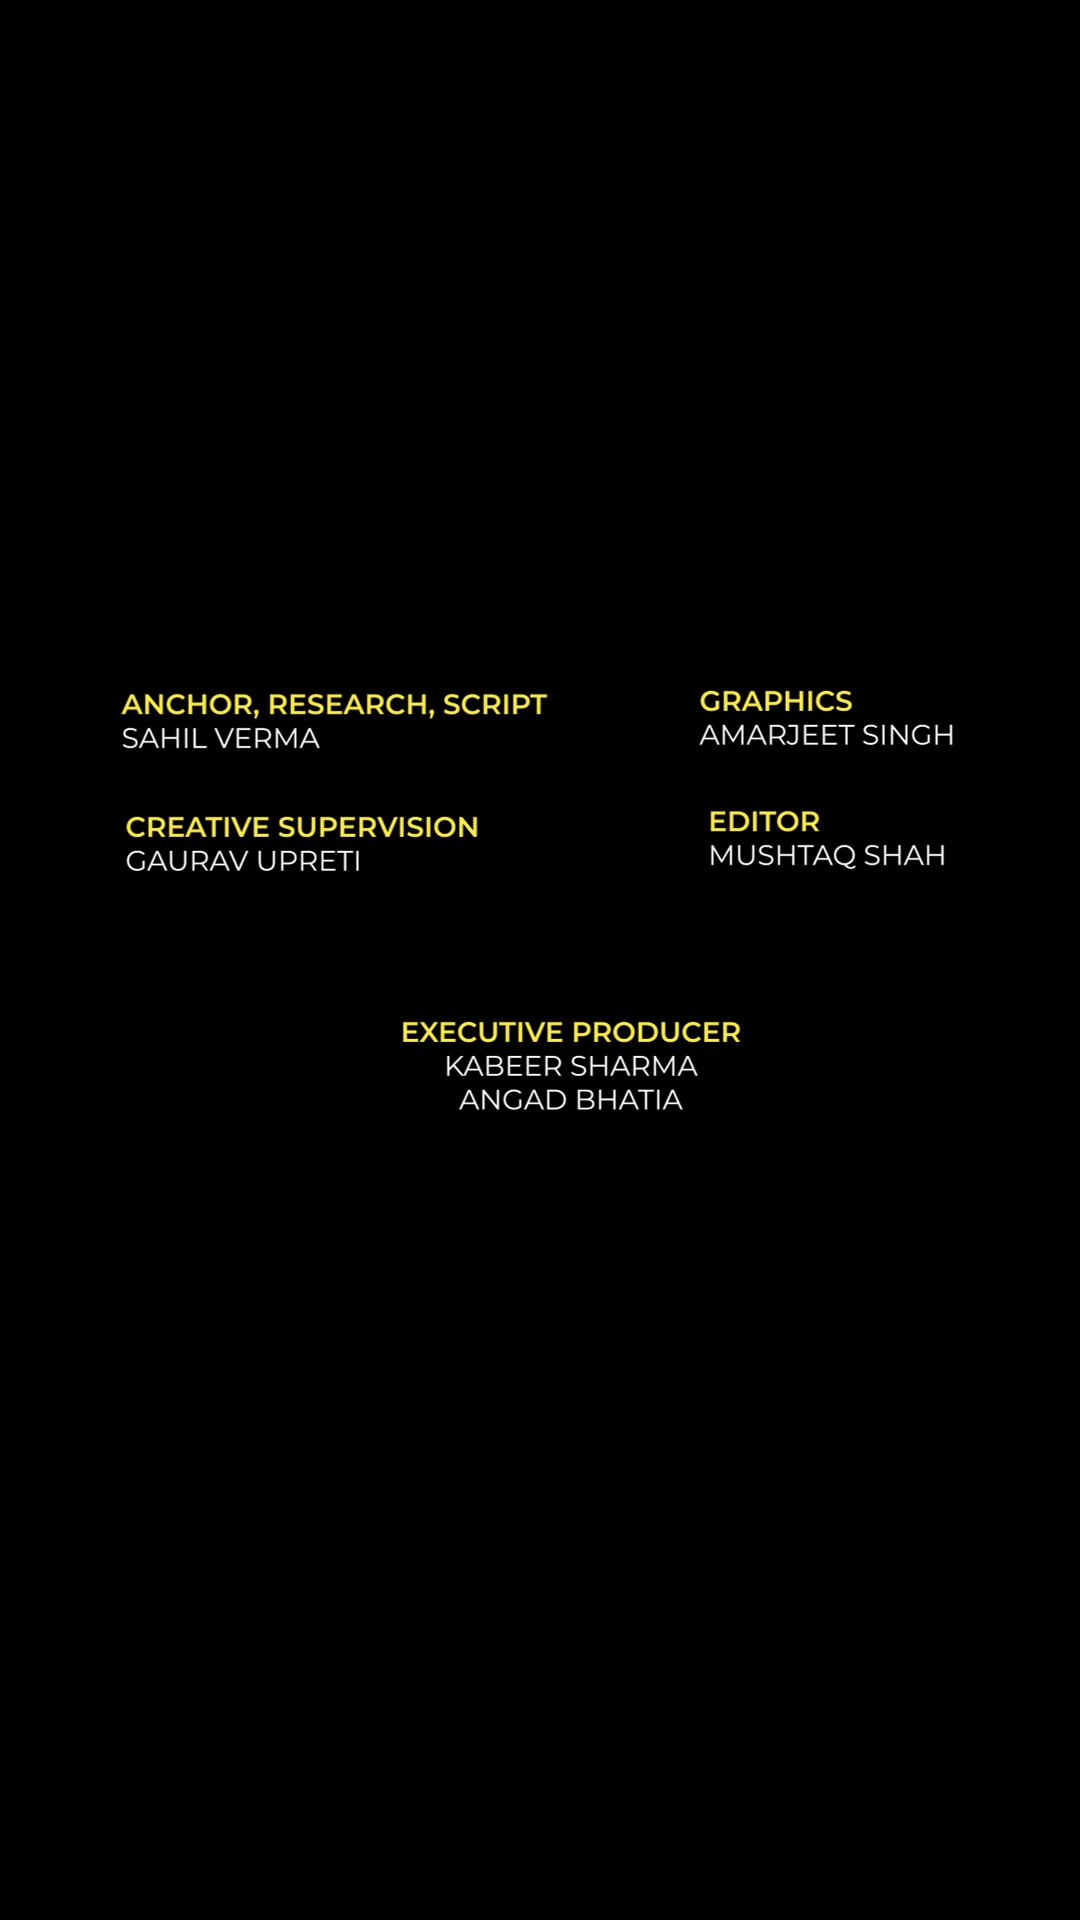 ANCHOR, RESEARCH, SCRIPT
SAHIL VERMA
GRAPHICS
AMARJEET SINGH
CREATIVE SUPERVISION
GAURAV UPRETI
EDITOR
MUSHTAQ SHAH
EXECUTIVE PRODUCER
KABEER SHARMA
ANGAD BHATIA